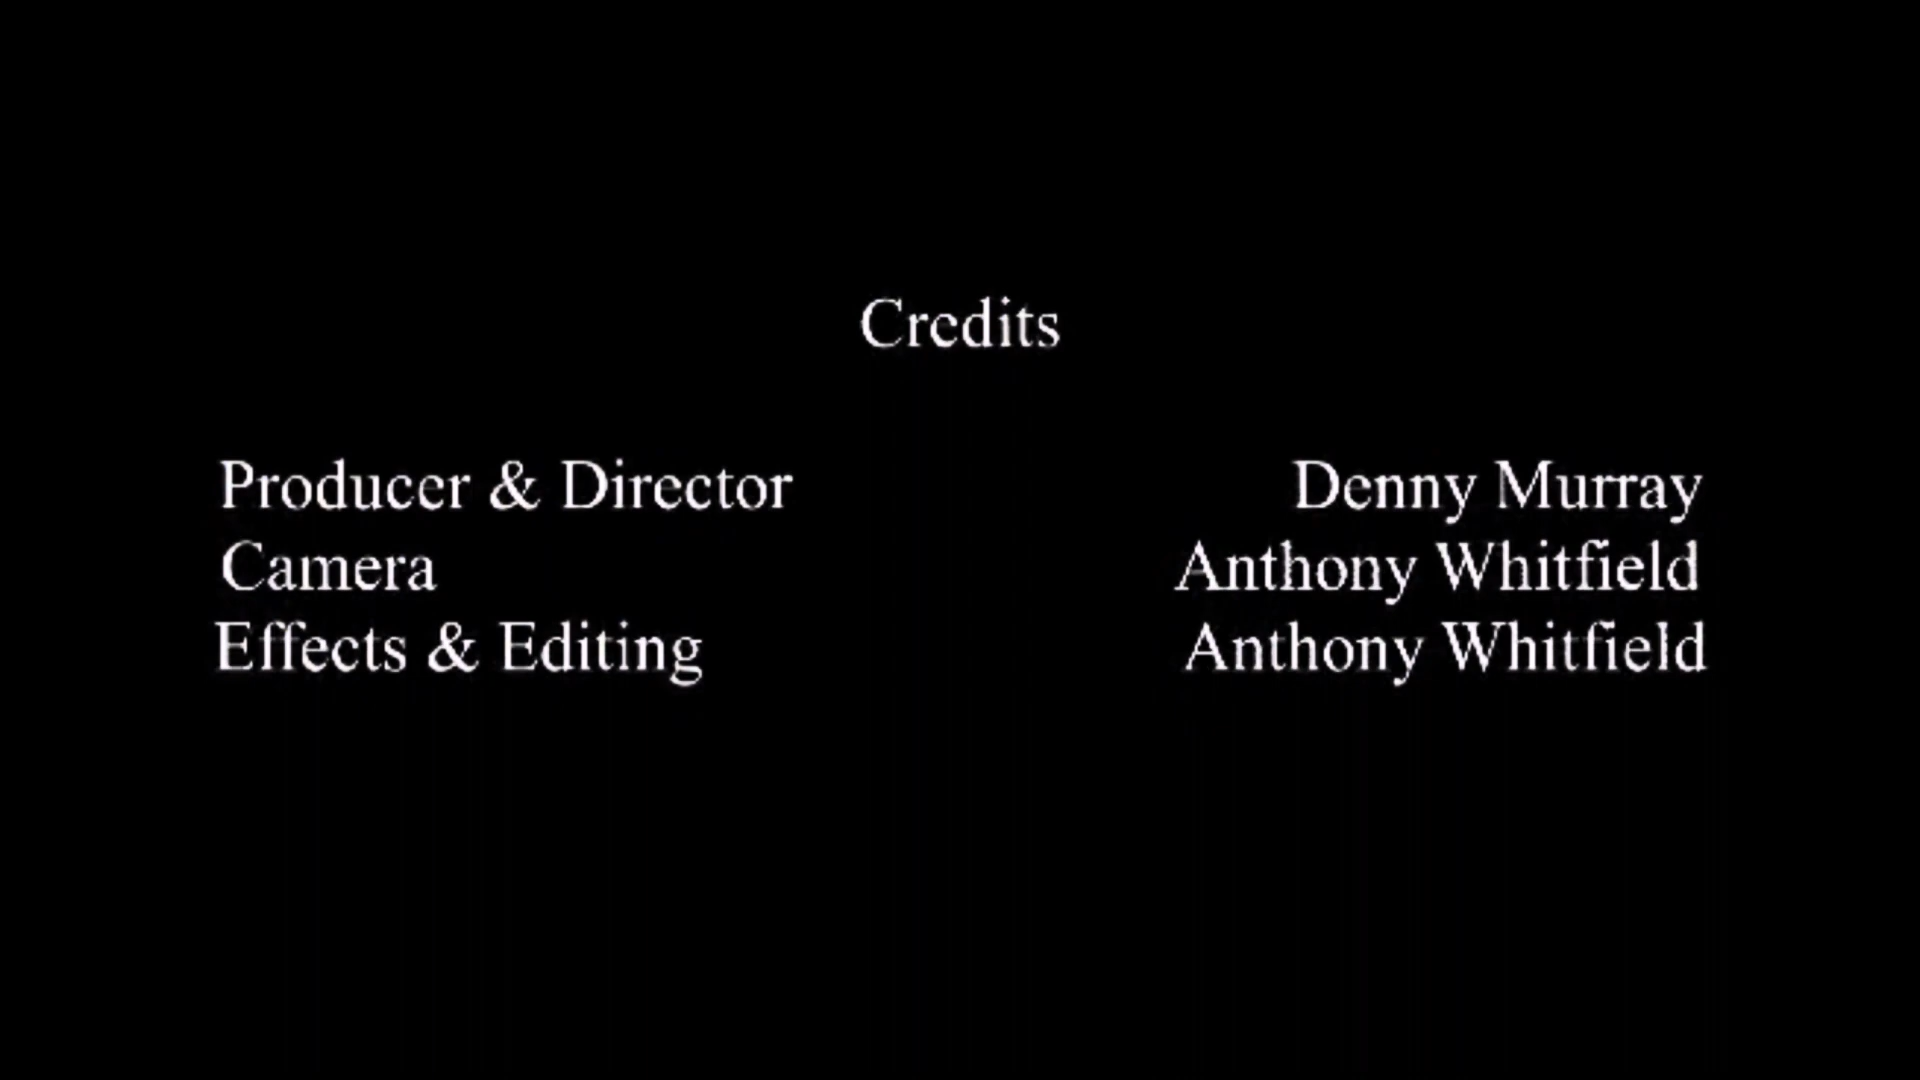 Credits
Producer & Director Denny Murray
Camera Anthony Whitfield
Effects & Editing Anthony Whitfield